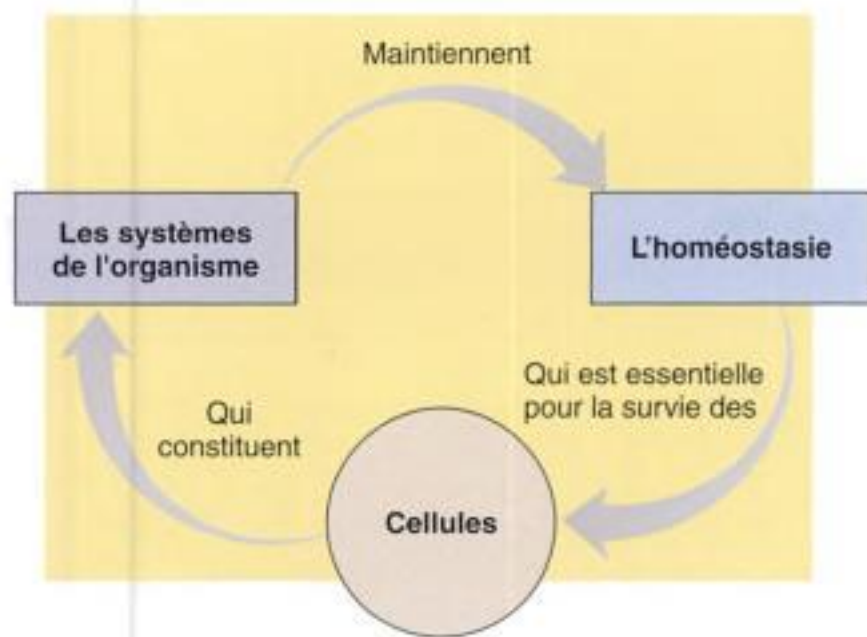 Maintiennent
Les systèmes
de l'organisme
L'homéostasie
Qui est essentielle
pour la survie des
Qui
constituent
Cellules